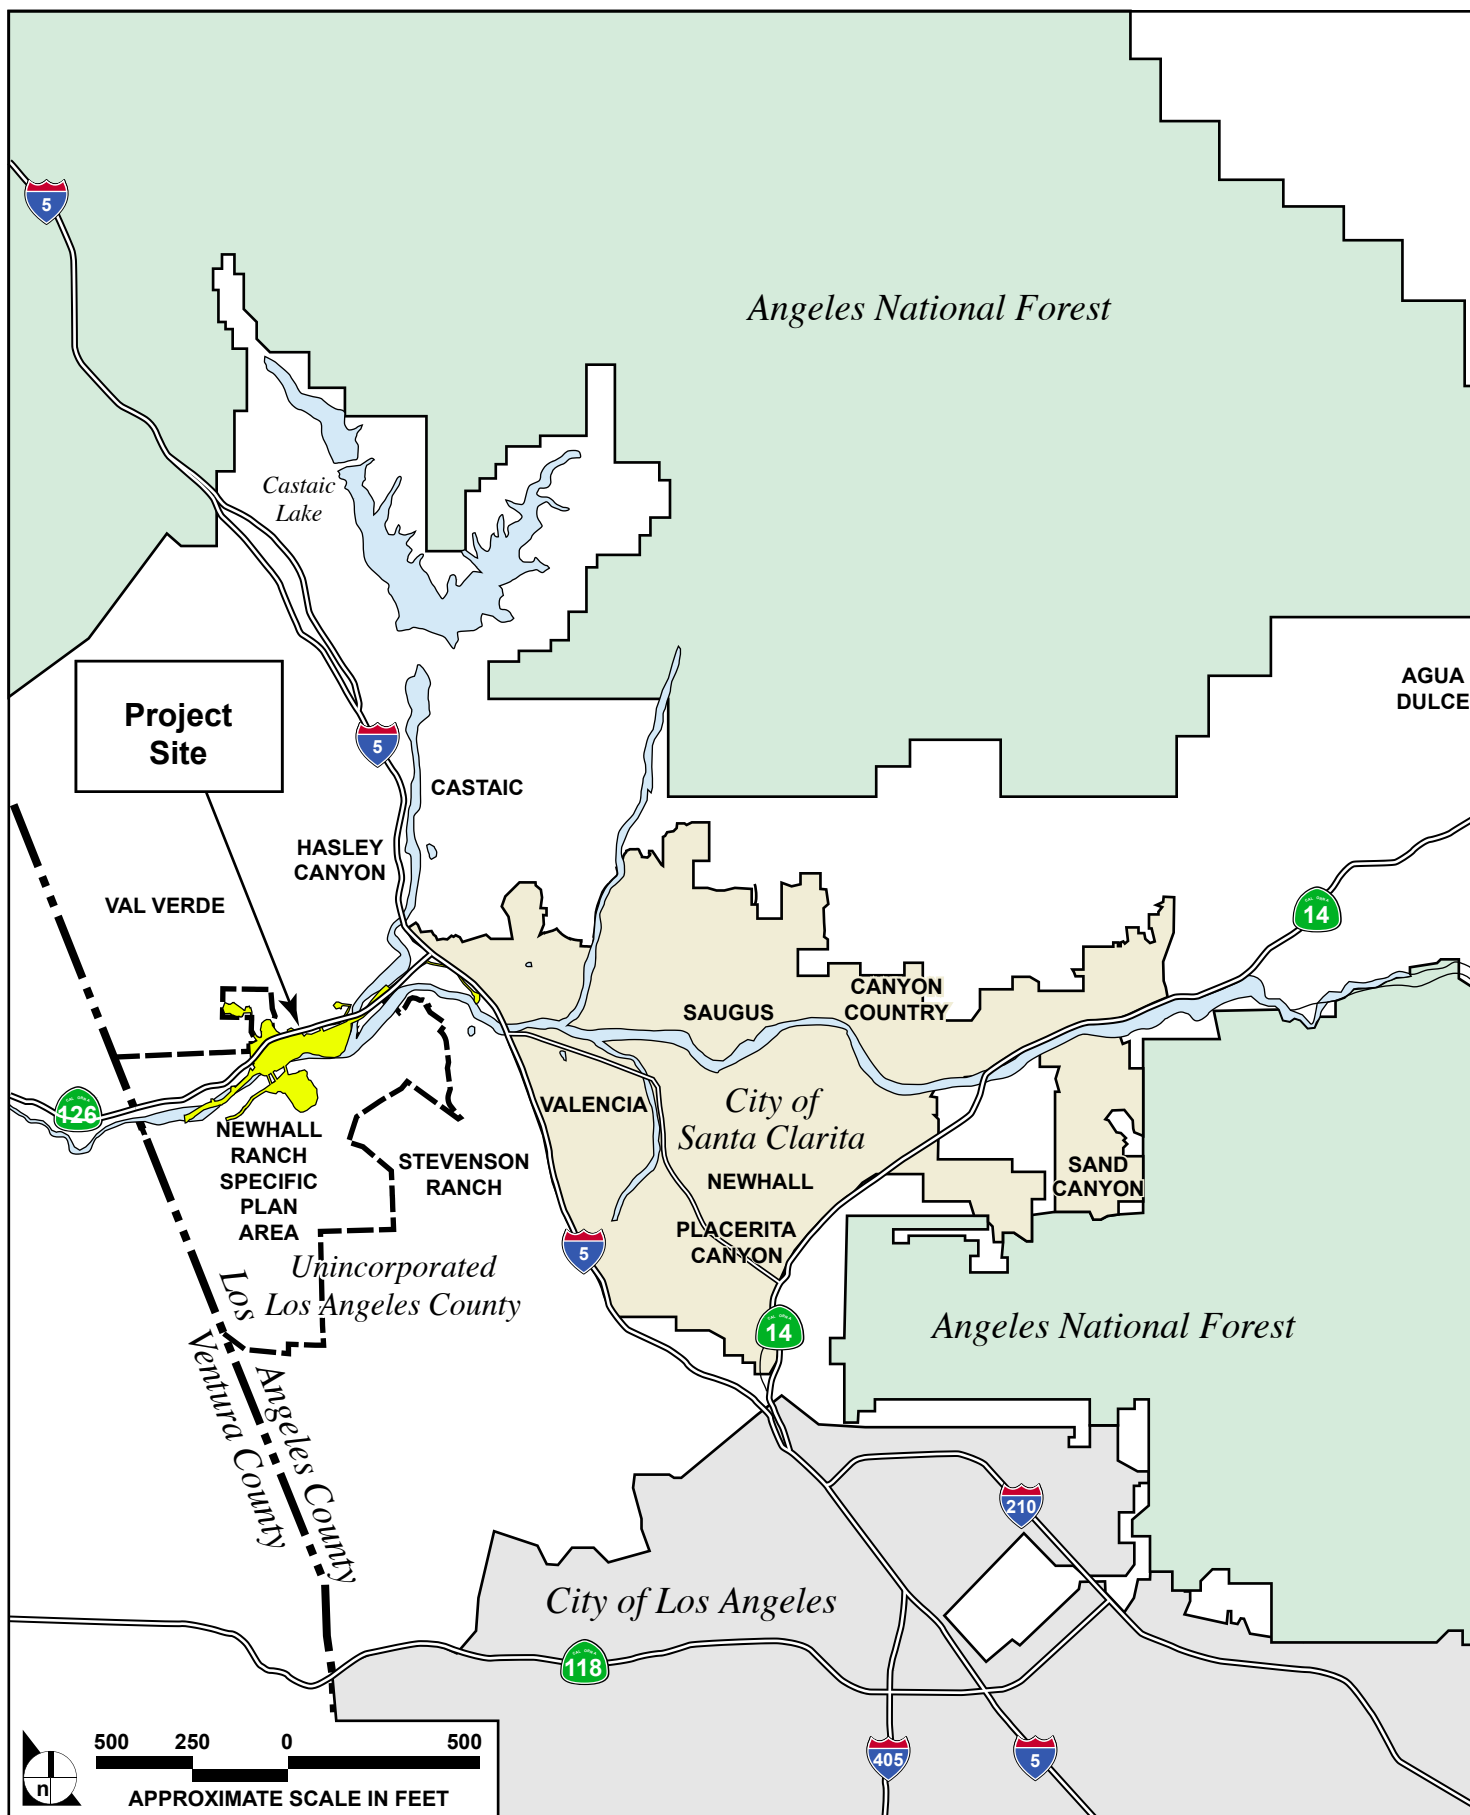 5
Angeles National Forest
Castaic
Lake
AGUA
DULCE
Project
Site
5
CASTAIC
HASLEY
CANYON
VAL VERDE
14
CANYON
COUNTRY
SAUGUS
126
NEWHALL
RANCH
SPECIFIC
PLAN
AREA
STEVENSON
RANCH
VALENCIA
City of
Santa Clarita
NEWHALL
SAND
CANYON
PLACERITA
CANYON
5
Unincorporated
Los Angeles County
14
Angeles National Forest
Los Angeles County
Ventura County
210
City of Los Angeles
118
405
5
500 250 0 500
APPROXIMATE SCALE IN FEET
n